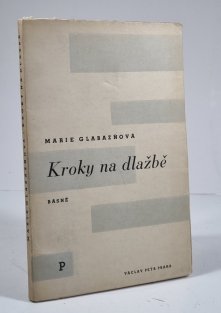 MARIE GLABAZŇOVÁ
Kroky na dlažbě
BÁSNĚ
P
VÁCLAV PETR PRAHA